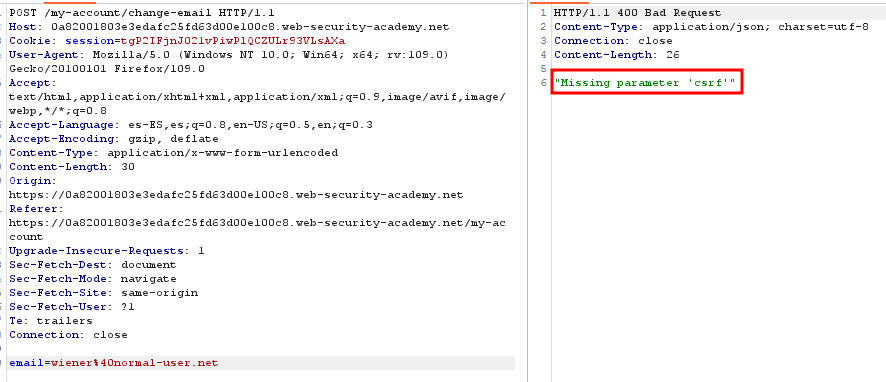 POST /my-account/change-email HTTP/1.1
Host: 0a82001803e3edafc25fd63d00e100c8.web-security-academy.net
Cookie: session=tgP2IFjnJ021vPiwPlQCZULr93VLsAXa
User-Agent: Mozilla/5.0 (Windows NT 10.0; Win64; x64; rv:109.0)
Gecko/20100101 Firefox/109.0
Accept:
text/html,application/xhtml+xml,application/xml;q=0.9,image/avif,image/
webp,*/*;q=0.8
Accept-Language: es-ES,es;q=0.8,en-US;q=0.5,en;q=0.3
Accept-Encoding: gzip, deflate
Content-Type: application/x-www-form-urlencoded
Content-Length: 30
Origin:
https://0a82001803e3edafc25fd63d00e100c8.web-security-academy.net
Referer:
https://0a82001803e3edafc25fd63d00e100c8.web-security-academy.net/my-ac
count
Upgrade-Insecure-Requests: 1
Sec-Fetch-Dest: document
Sec-Fetch-Mode: navigate
Sec-Fetch-Site: same-origin
Sec-Fetch-User: ?1
Te: trailers
Connection: close
email=wiener%40normal-user.net
1 HTTP/1.1 400 Bad Request
2 Content-Type: application/json; charset=utf-8
3 Connection: close
4 Content-Length: 26
5
6 "Missing parameter 'csrf'"